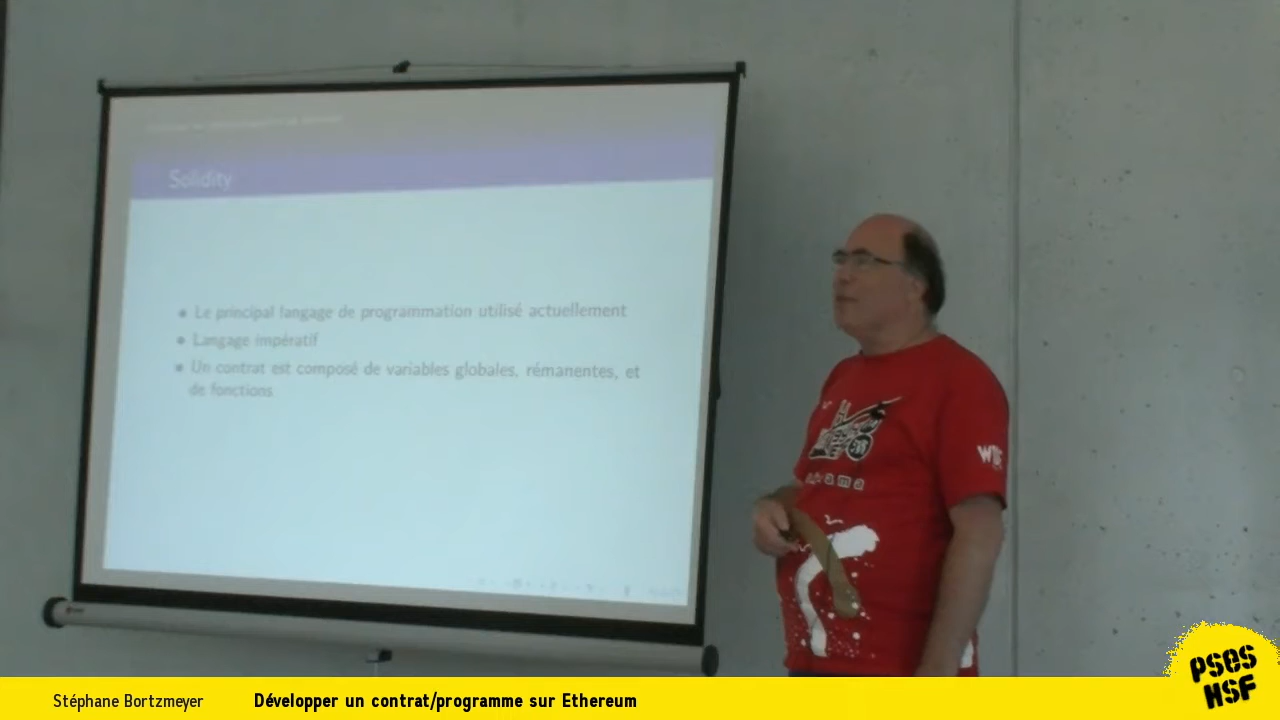 Solidity
Le principal langage de programmation utilisé actuellement
Langage impératif
Un contrat est composé de variables globales, rémanentes, et
de fonctions
Stéphane Bortzmeyer
Développer un contrat/programme sur Ethereum
PSES
HSF